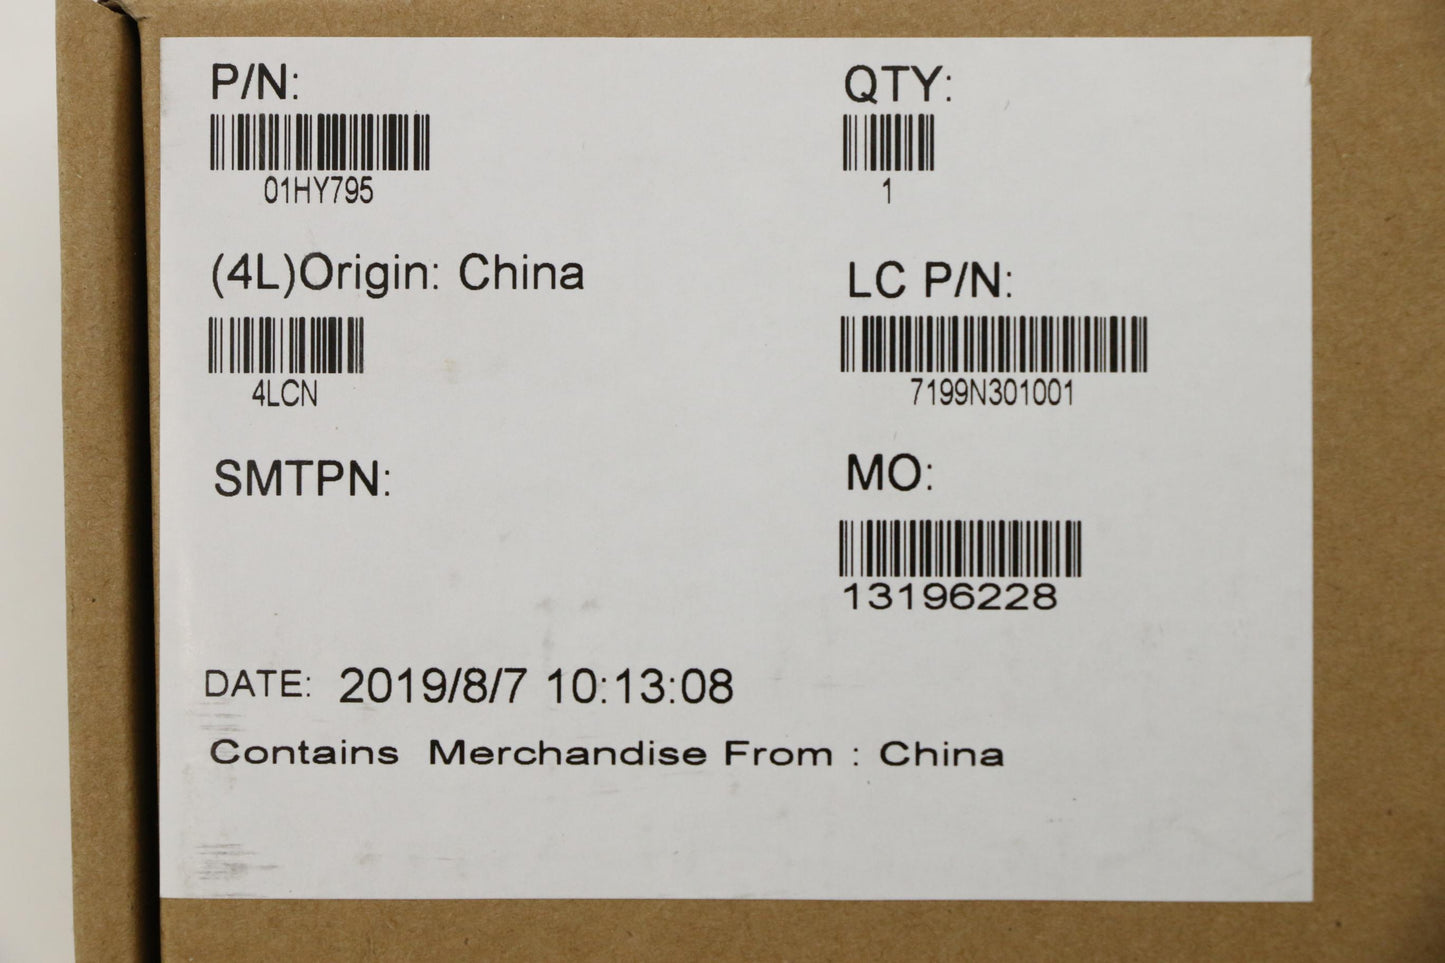 P/N:
01HY795
QTY:
1
(4L)Origin: China
4LCN
LC P/N:
7199N301001
SMTPN:
MO:
13196228
DATE: 2019/8/7 10:13:08
Contains Merchandise From : China